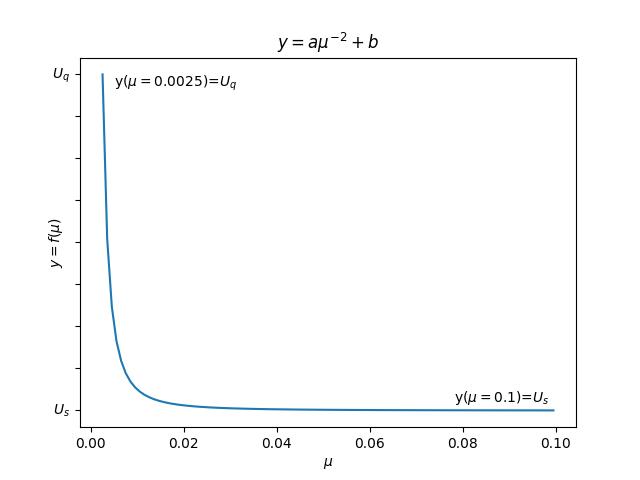 y = aμ⁻² + b
U_q
y(μ = 0.0025)=U_q
y = f(μ)
y(μ = 0.1)=U_s
U_s
0.00 0.02 0.04 0.06 0.08 0.10
μ